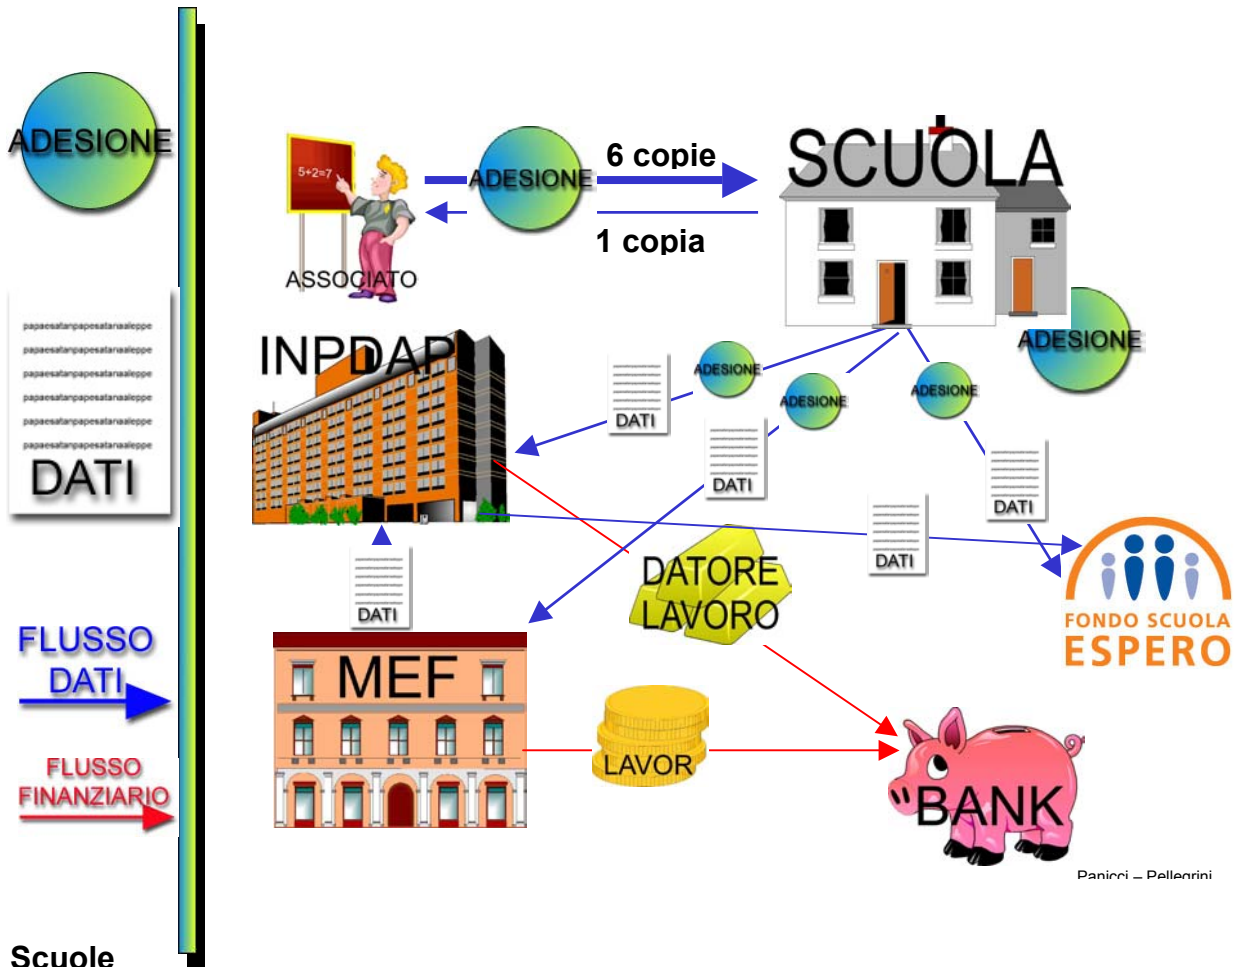 ADESIONE
papaesatanpapesatanaaleppe
papaesatanpapesatanaaleppe
papaesatanpapesatanaaleppe
papaesatanpapesatanaaleppe
papaesatanpapesatanaaleppe
papaesatanpapesatanaaleppe
DATI
FLUSSO
DATI
FLUSSO
FINANZIARIO
Scuole
5+2=7
ASSOCIATO
ADESIONE
6 copie
1 copia
SCUOLA
ADESIONE
INPDAP
DATI
ADESIONE
DATI
ADESIONE
ADESIONE
DATI
DATI
DATI
DATORE
LAVORO
FONDO SCUOLA
ESPERO
MEF
LAVOR
BANK
Panicci – Pellegrini